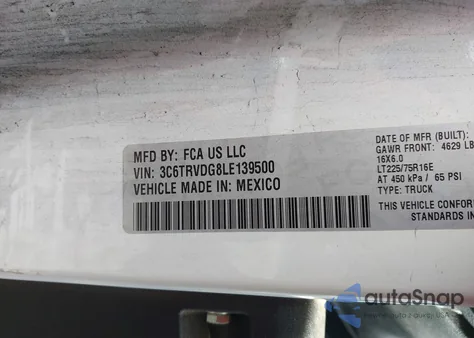 MFD BY: FCA US LLC
VIN: 3C6TRVDG8LE139500
VEHICLE MADE IN: MEXICO
DATE OF MFR (BUILT):
GAWR FRONT: 4629 LB
16X6.0
LT225/75R16E
AT 450 kPa / 65 PSI
TYPE: TRUCK
THIS VEHICLE CONFO
STANDARDS IN
autoSnap